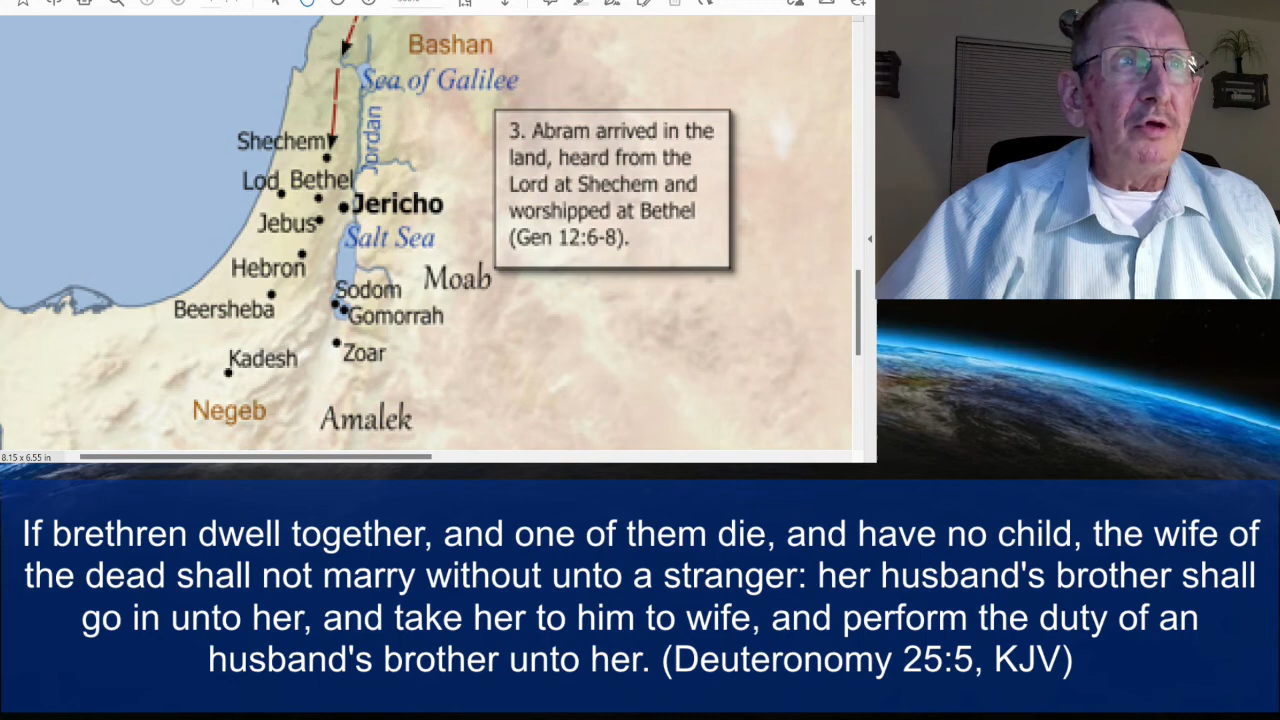 Bashan
Sea of Galilee
Jordan
Shechem
Lod Bethel
Jericho
Jebus
Salt Sea
Hebron
Moab
Sodom
Beersheba
Gomorrah
Zoar
Kadesh
Negeb
Amalek
3. Abram arrived in the
land, heard from the
Lord at Shechem and
worshipped at Bethel
(Gen 12:6-8).
8.15 x 6.55 in
If brethren dwell together, and one of them die, and have no child, the wife of
the dead shall not marry without unto a stranger: her husband's brother shall
go in unto her, and take her to him to wife, and perform the duty of an
husband's brother unto her. (Deuteronomy 25:5, KJV)